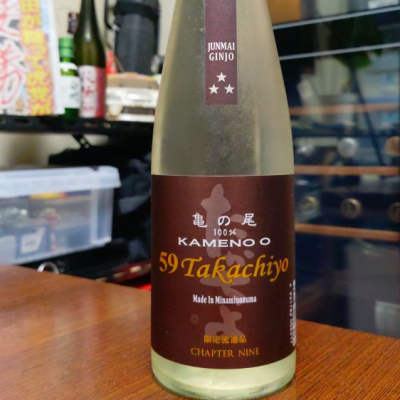 JUNMAI
GINJO
亀の尾
100%
KAMENO O
59 Takachiyo
Made In Minamiuonuma
限定流通品
CHAPTER NINE